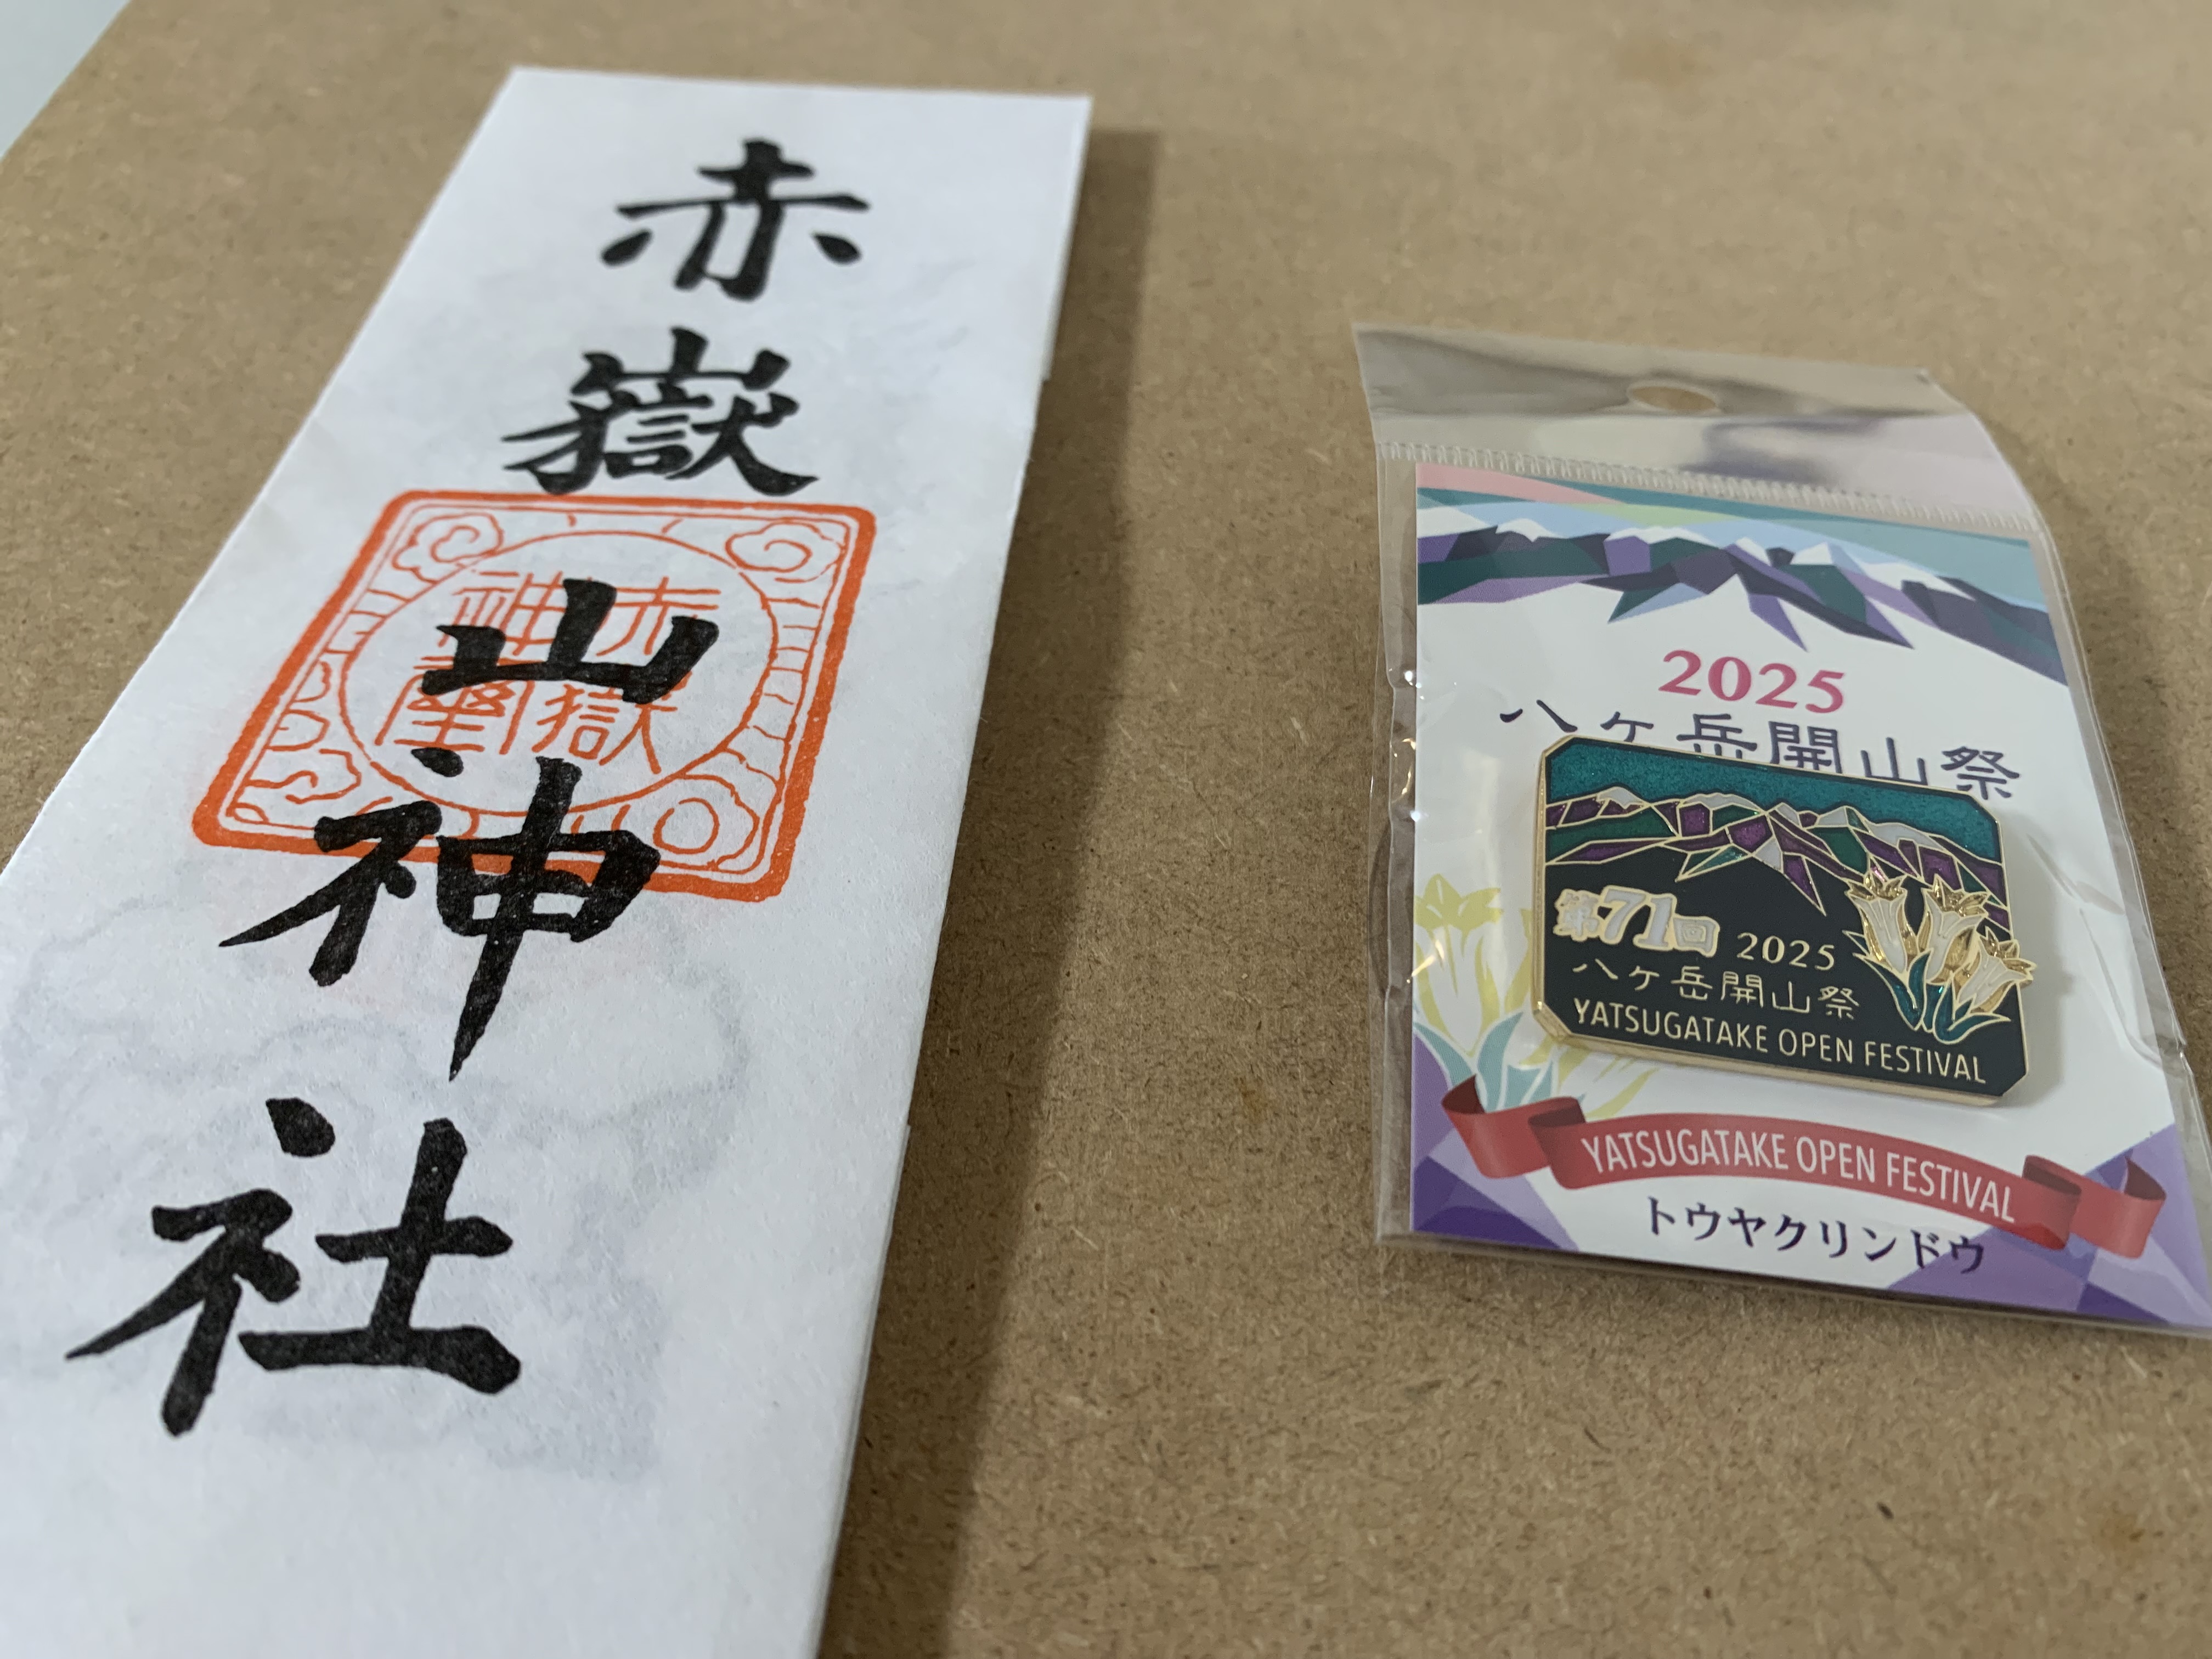 赤嶽山神社
赤嶽
神璽
2025
八ヶ岳開山祭
第71回
2025
八ヶ岳開山祭
YATSUGATAKE OPEN FESTIVAL
YATSUGATAKE OPEN FESTIVAL
トウヤクリンドウ